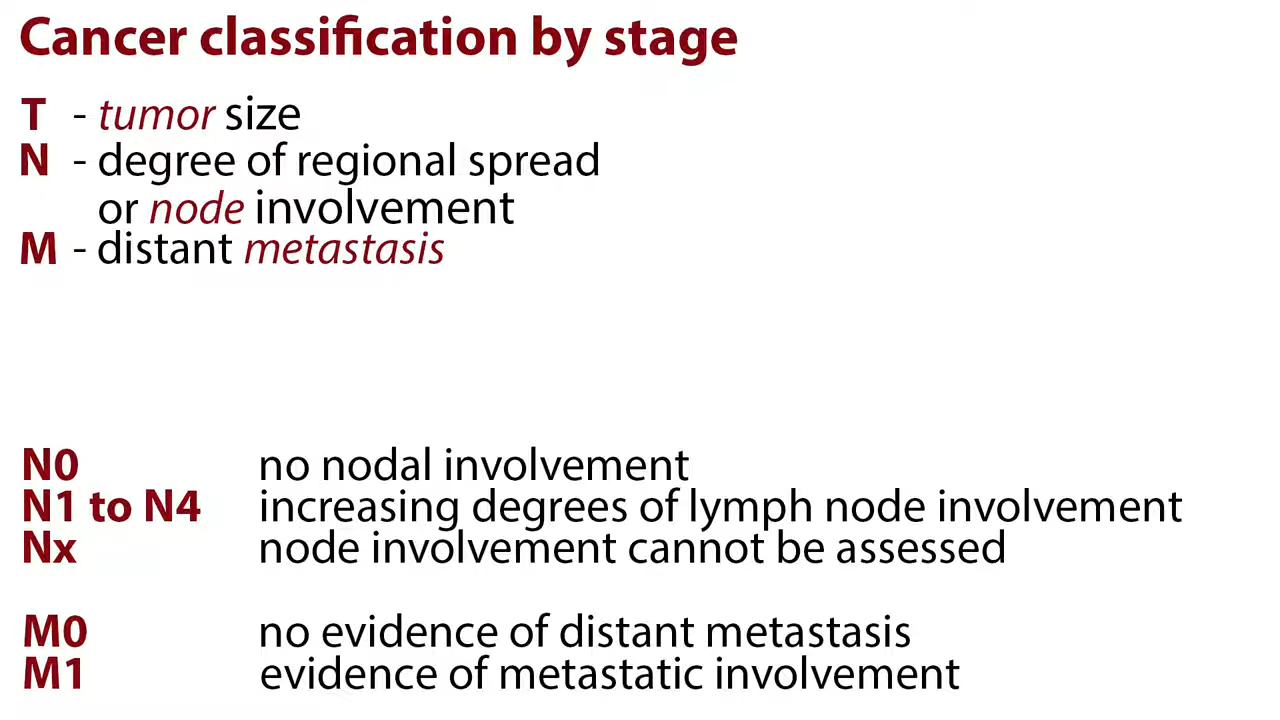 Cancer classification by stage
T - tumor size
N - degree of regional spread
or node involvement
M - distant metastasis
N0 no nodal involvement
N1 to N4 increasing degrees of lymph node involvement
Nx node involvement cannot be assessed
M0 no evidence of distant metastasis
M1 evidence of metastatic involvement